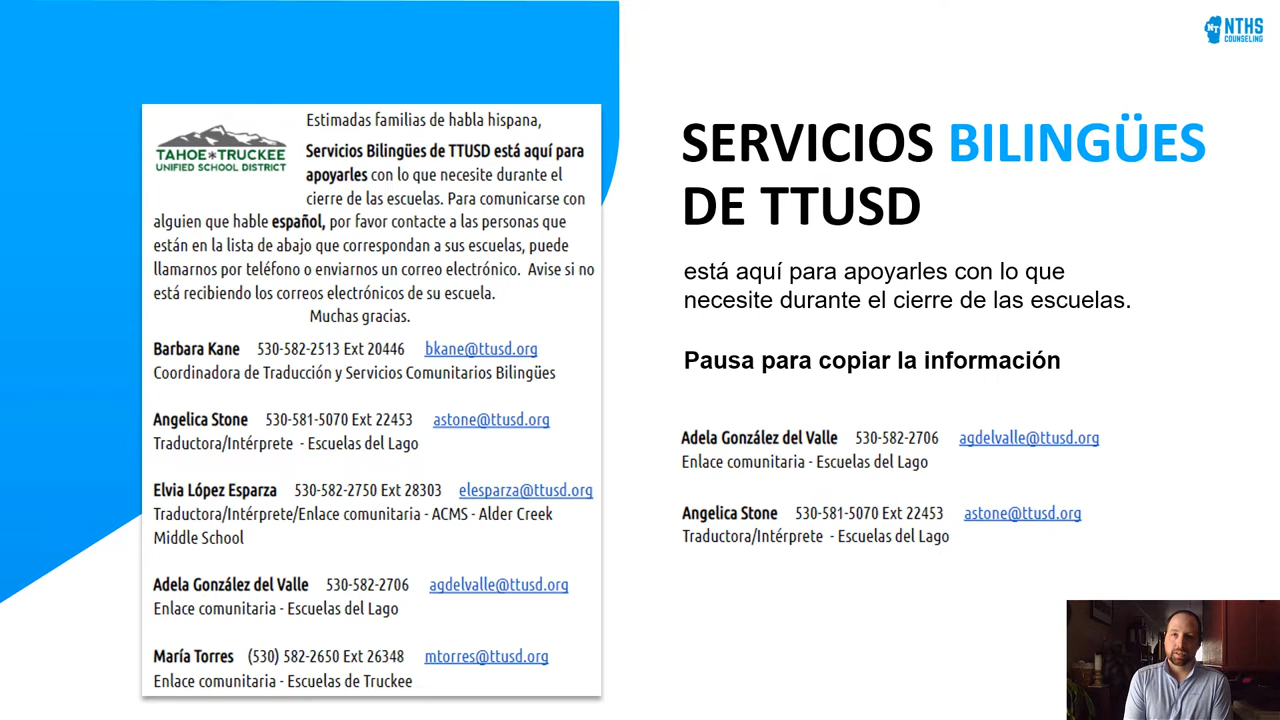 NTHS
COUNSELING
NT
TAHOE*TRUCKEE
UNIFIED SCHOOL DISTRICT
Estimadas familias de habla hispana,
Servicios Bilingües de TTUSD está aquí para
apoyarles con lo que necesite durante el
cierre de las escuelas. Para comunicarse con
alguien que hable español, por favor contacte a las personas que
están en la lista de abajo que correspondan a sus escuelas, puede
llamarnos por teléfono o enviarnos un correo electrónico. Avise si no
está recibiendo los correos electrónicos de su escuela.
Muchas gracias.
Barbara Kane 530-582-2513 Ext 20446 bkane@ttusd.org
Coordinadora de Traducción y Servicios Comunitarios Bilingües
Angelica Stone 530-581-5070 Ext 22453 astone@ttusd.org
Traductora/Intérprete - Escuelas del Lago
Elvia López Esparza 530-582-2750 Ext 28303 elesparza@ttusd.org
Traductora/Intérprete/Enlace comunitaria - ACMS - Alder Creek
Middle School
Adela González del Valle 530-582-2706 agdelvalle@ttusd.org
Enlace comunitaria - Escuelas del Lago
María Torres (530) 582-2650 Ext 26348 mtorres@ttusd.org
Enlace comunitaria - Escuelas de Truckee
SERVICIOS BILINGÜES
DE TTUSD
está aquí para apoyarles con lo que
necesite durante el cierre de las escuelas.
Pausa para copiar la información
Adela González del Valle 530-582-2706 agdelvalle@ttusd.org
Enlace comunitaria - Escuelas del Lago
Angelica Stone 530-581-5070 Ext 22453 astone@ttusd.org
Traductora/Intérprete - Escuelas del Lago